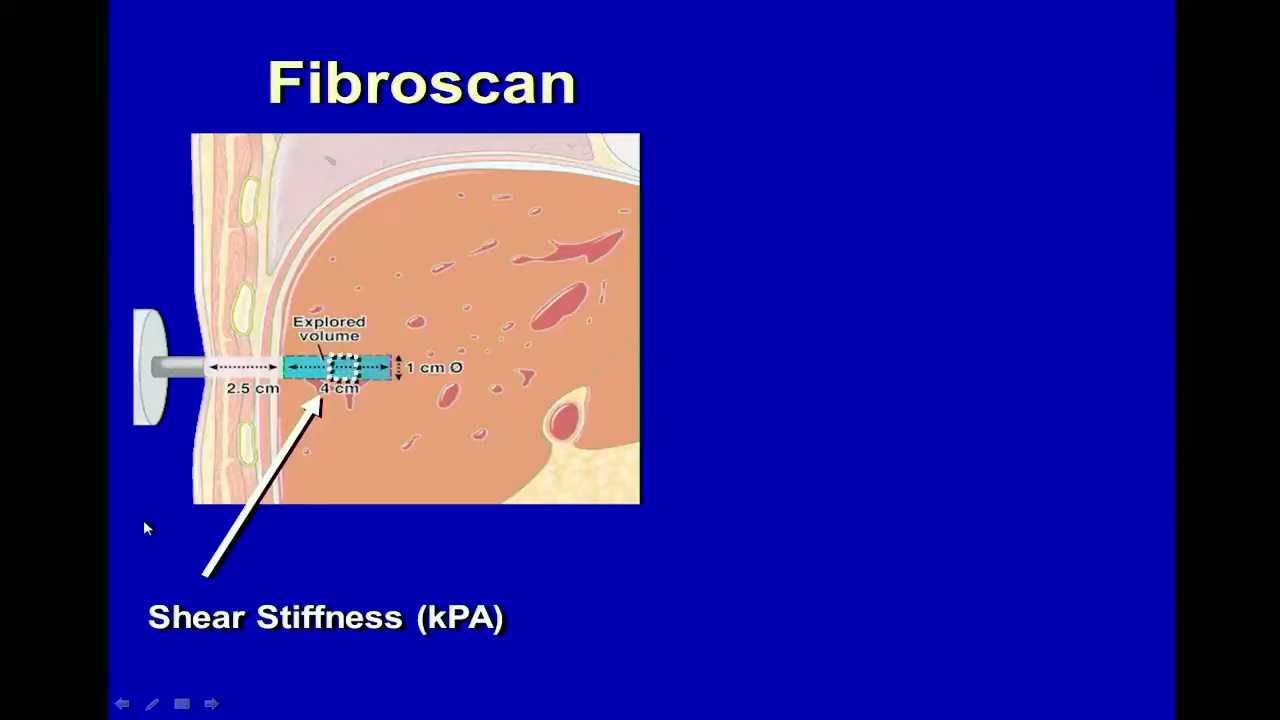 Fibroscan
Explored
volume
1 cm Ø
2.5 cm
4 cm
Shear Stiffness (kPA)